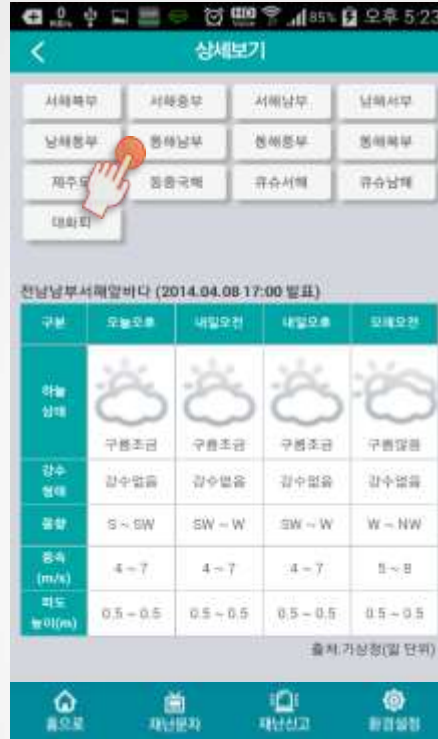 85% 오후 5:23
상세보기
서해북부 서해중부 서해남부 남해서부
남해동부 동해남부 동해중부 동해북부
제주도 동중국해 큐슈서해 큐슈남해
대화퇴
전남남부서해앞바다 (2014.04.08 17:00 발표)
구분 오늘오후 내일오전 내일오후 모레오전
하늘
상태
구름조금 구름조금 구름조금 구름많음
강수
형태
강수없음 강수없음 강수없음 강수없음
풍향 S ~ SW SW ~ W SW ~ W W ~ NW
풍속
(m/s)
4 ~ 7 4 ~ 7 4 ~ 7 5 ~ 8
파도
높이(m)
0.5 ~ 0.5 0.5 ~ 0.5 0.5 ~ 0.5 0.5 ~ 0.5
출처.기상청(일 단위)
홈으로 재난문자 재난신고 환경설정